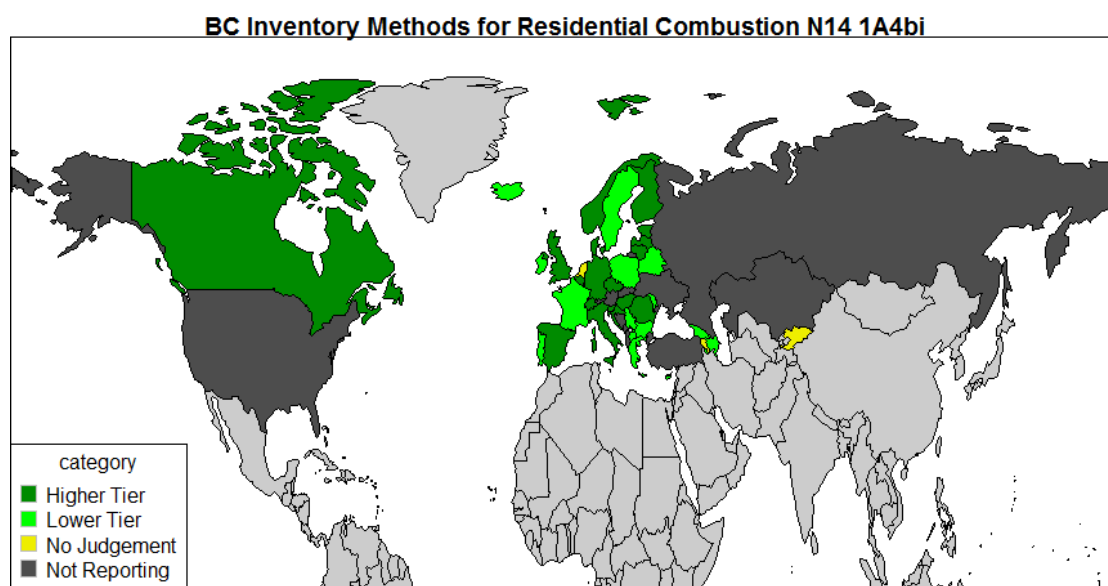 BC Inventory Methods for Residential Combustion N14 1A4bi
category
Higher Tier
Lower Tier
No Judgement
Not Reporting